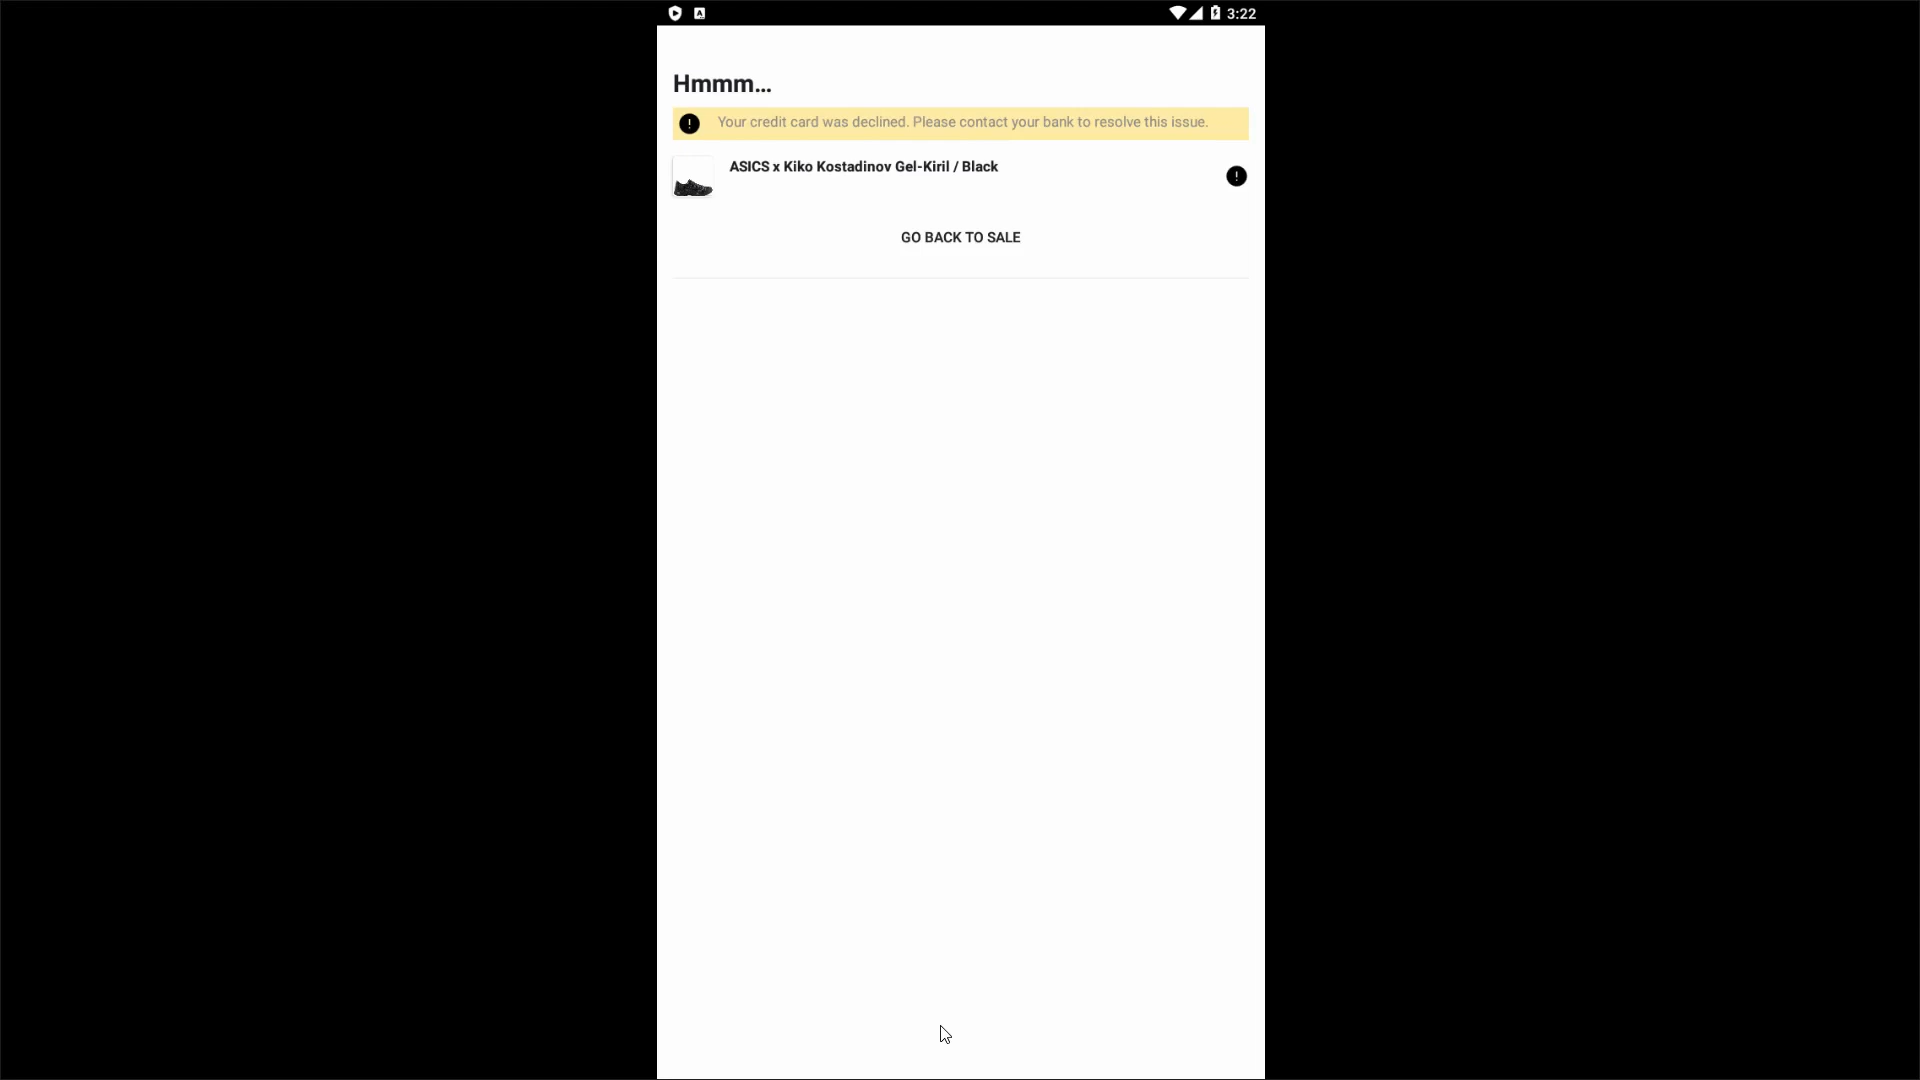 3:22
Hmmm...
Your credit card was declined. Please contact your bank to resolve this issue.
ASICS x Kiko Kostadinov Gel-Kiril / Black
GO BACK TO SALE